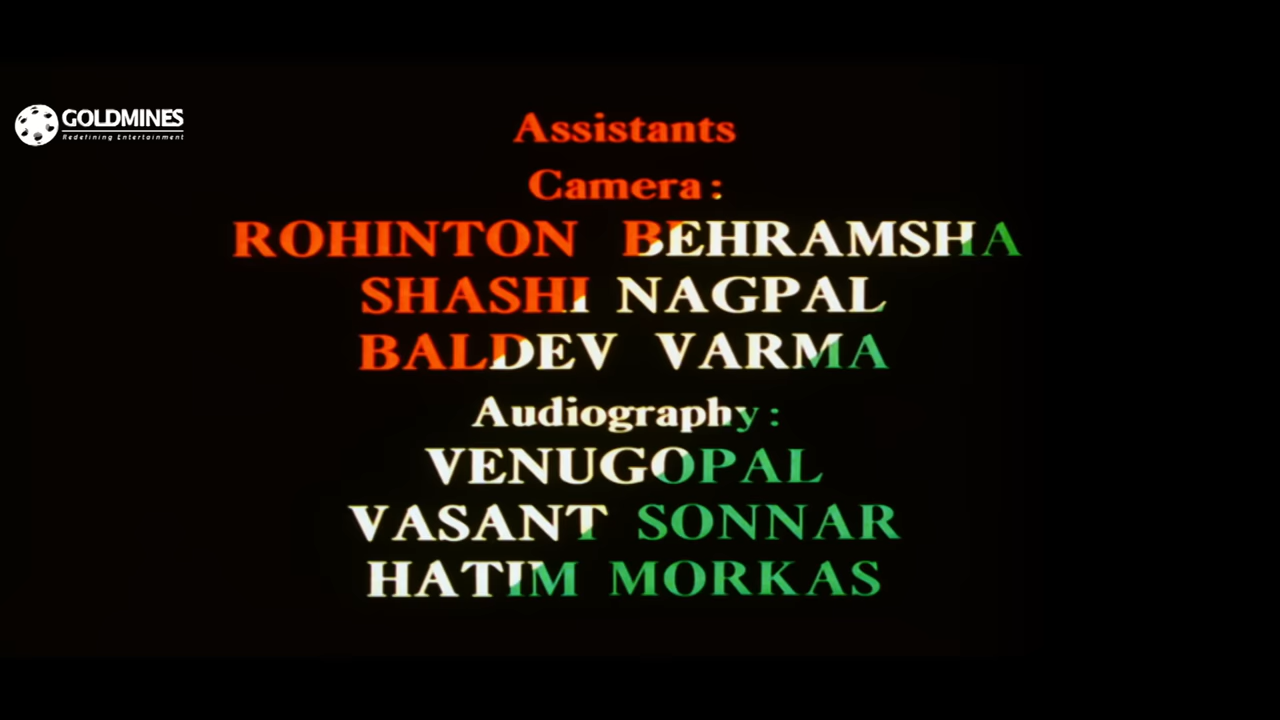 GOLDMINES
Redefining Entertainment
Assistants
Camera :
ROHINTON BEHRAMSHA
SHASHI NAGPAL
BALDEV VARMA
Audiography :
VENUGOPAL
VASANT SONNAR
HATIM MORKAS